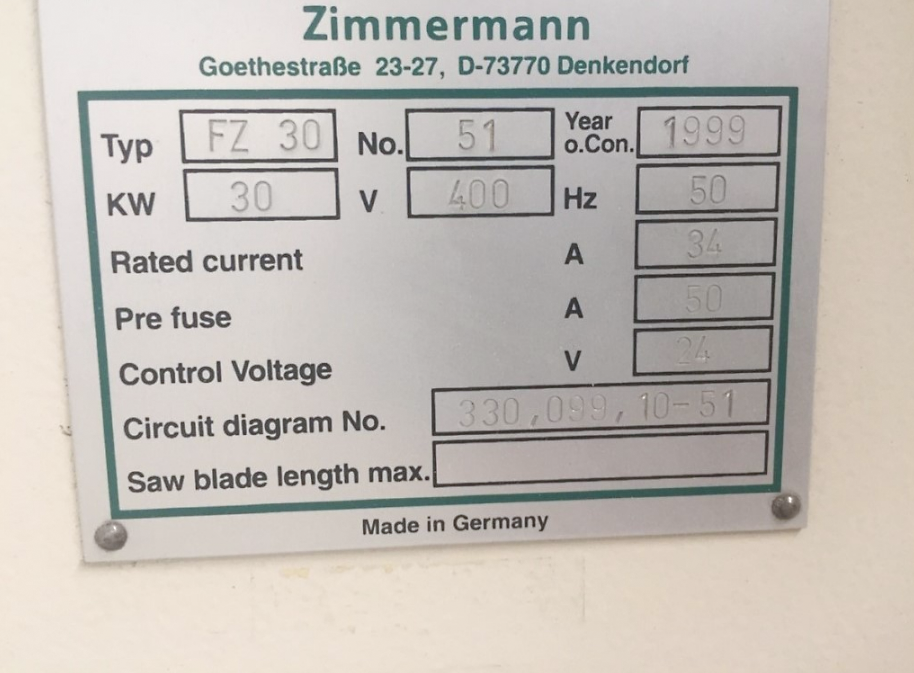 Zimmermann
Goethestraße 23-27, D-73770 Denkendorf
Typ FZ 30 No. 51 Year o.Con. 1999
KW 30 V 400 Hz 50
Rated current A 34
Pre fuse A 50
Control Voltage V 24
Circuit diagram No. 330,099,10-51
Saw blade length max.
Made in Germany